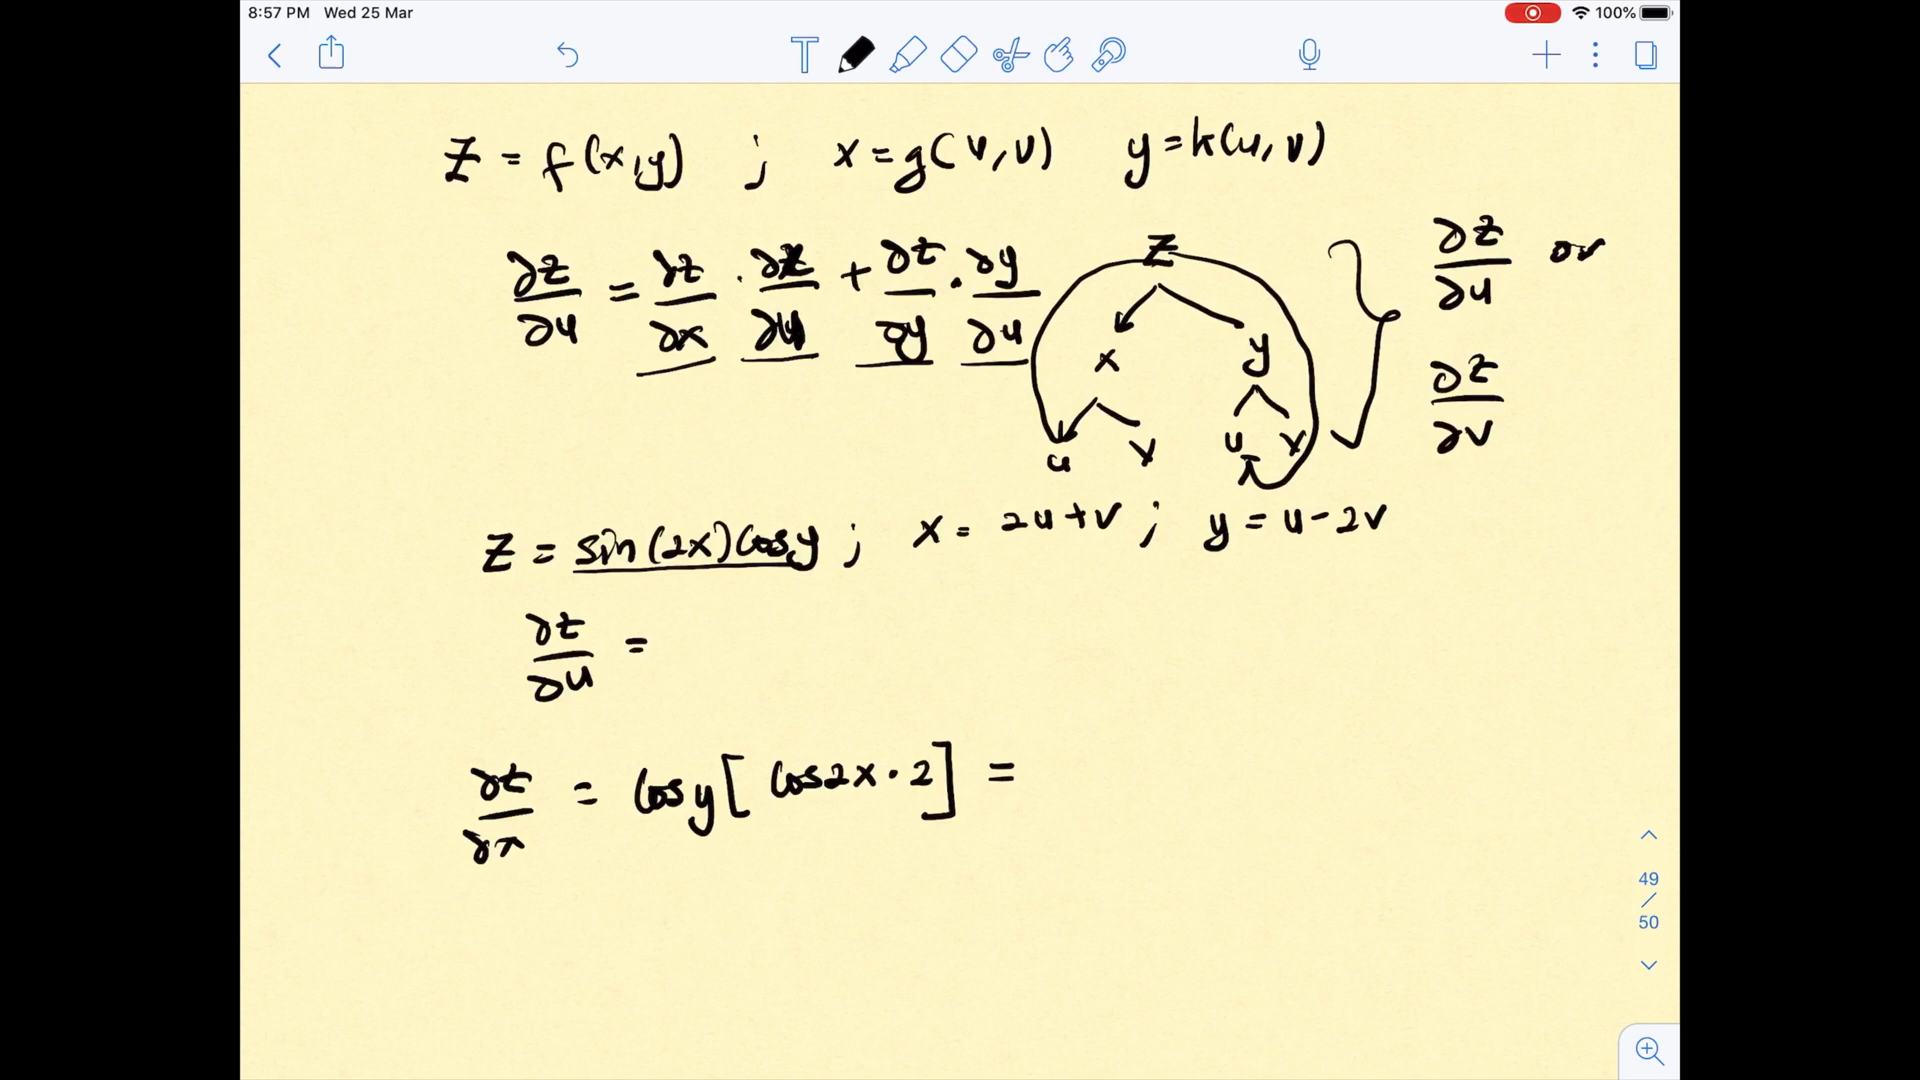 8:57 PM Wed 25 Mar 100%
T
Z = f(x,y) ; x = g(u,v) y = k(u,v)
∂z/∂u = ∂z/∂x · ∂x/∂u + ∂z/∂y · ∂y/∂u
Z
x y
u v u v
∂z/∂u or
∂z/∂v
Z = sin(2x)cosy ; x = 2u+v ; y = u-2v
∂z/∂u =
∂z/∂x = cosy[cos2x·2] =
49
/
50